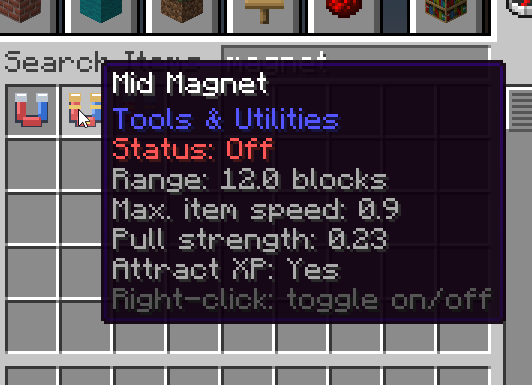 Search Items magnet
Mid Magnet
Tools & Utilities
Status: Off
Range: 12.0 blocks
Max. item speed: 0.9
Pull strength: 0.23
Attract XP: Yes
Right-click: toggle on/off